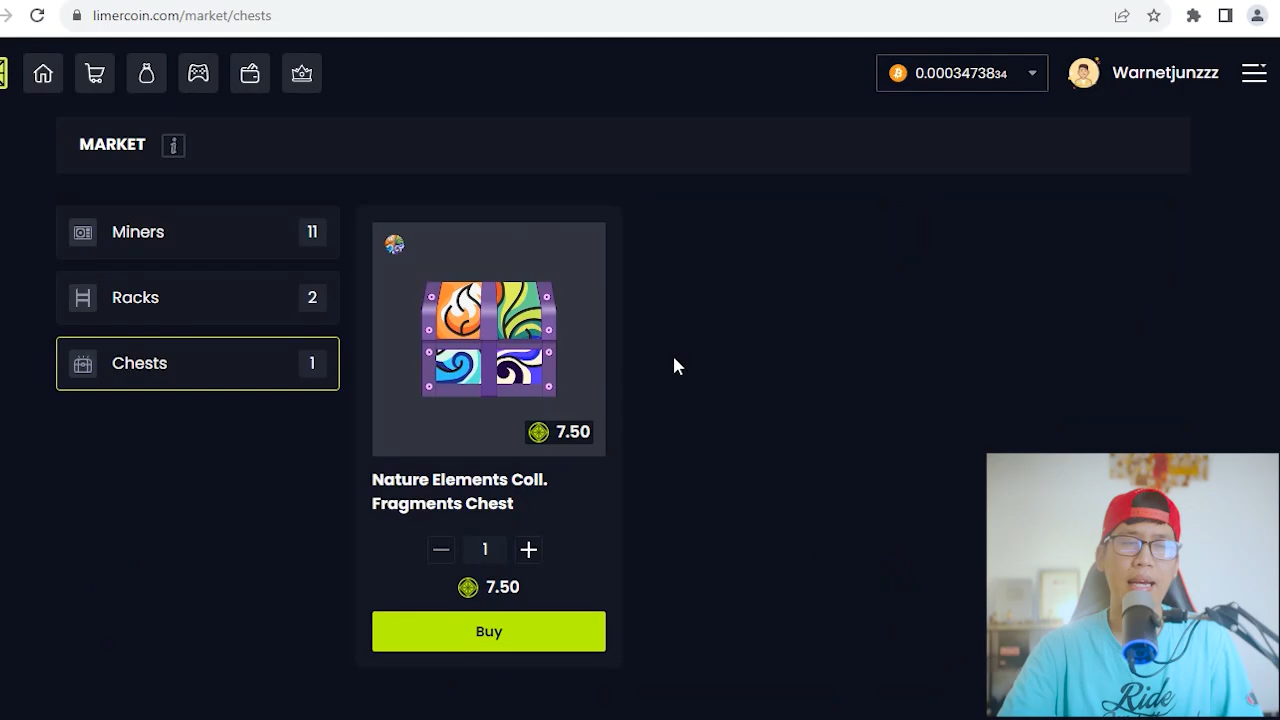 limercoin.com/market/chests
0.0003473834
Warnetjunzzz
MARKET
i
Miners
11
Racks
2
Chests
1
7.50
Nature Elements Coll.
Fragments Chest
1
7.50
Buy
Ride